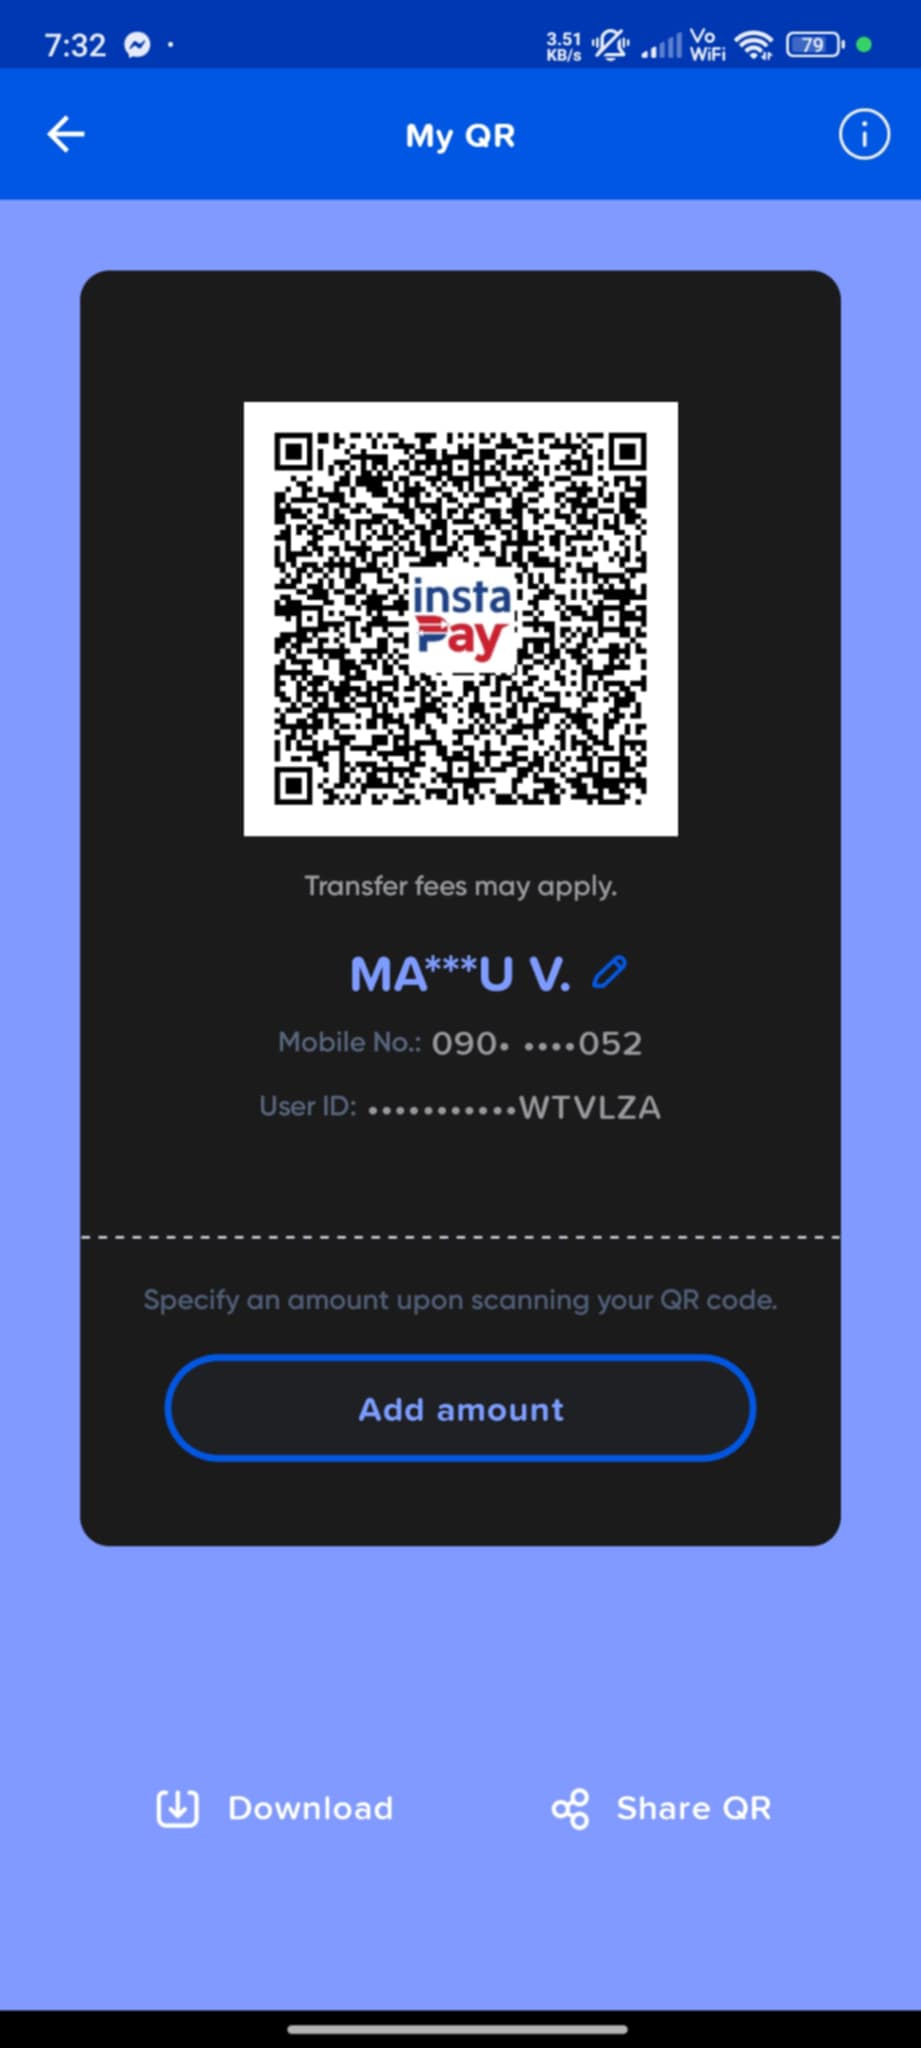 7:32
3.51 KB/s
Vo WiFi
79
My QR
insta
Pay
Transfer fees may apply.
MA***U V.
Mobile No.: 090• ••••052
User ID: •••••••••••WTVLZA
Specify an amount upon scanning your QR code.
Add amount
Download
Share QR